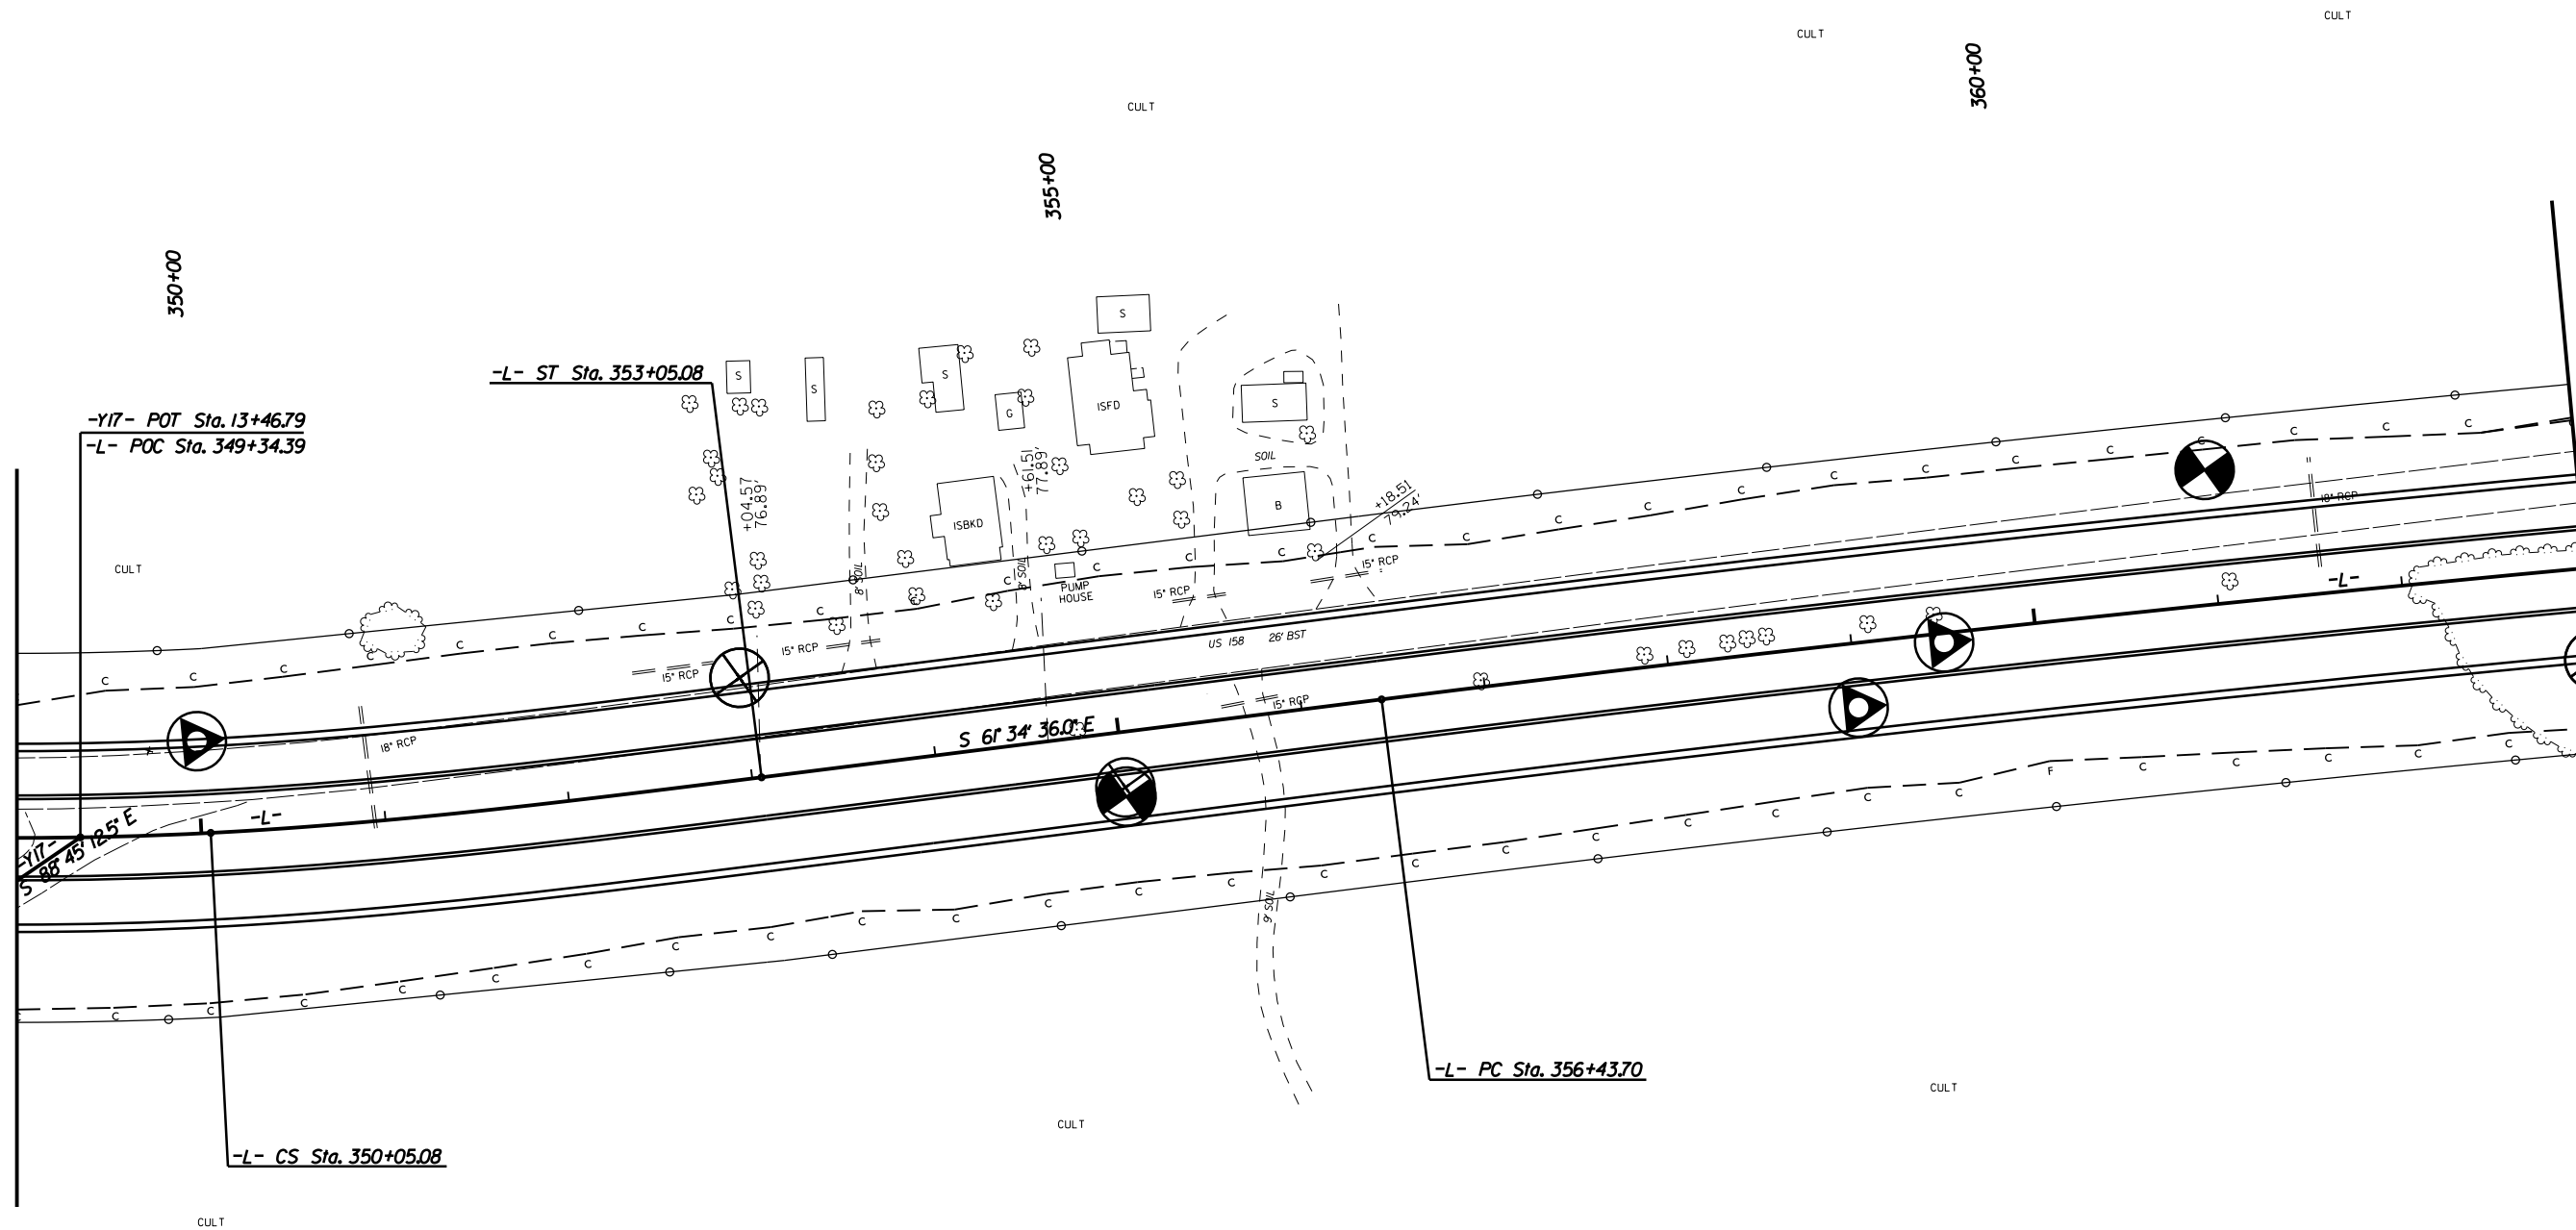 CULT
CULT
CULT
360+00
355+00
350+00
S
-L- ST Sta. 353+05.08
S
S
S
G
ISFD
S
-Y17- POT Sta. 13+46.79
-L- POC Sta. 349+34.39
SOIL
+04.57
76.89'
+61.51
77.89'
+18.51
79.24'
B
ISBKD
18" RCP
CULT
8' SOIL
8' SOIL
PUMP
HOUSE
15" RCP
15" RCP
-L-
US 158 26' BST
15" RCP
15" RCP
15" RCP
18" RCP
S 61° 34' 36.0" E
-L-
-Y17-
S 88° 45' 12.5" E
C
F
9' SOIL
-L- PC Sta. 356+43.70
CULT
CULT
-L- CS Sta. 350+05.08
CULT